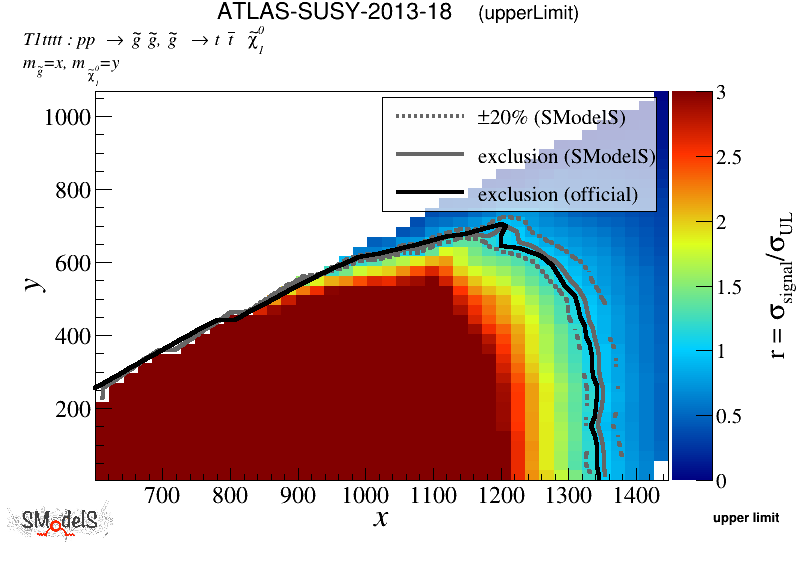 ATLAS-SUSY-2013-18 (upperLimit)
T1tttt : pp → g̃ g̃, g̃ → t t̄ χ̃₁⁰
m_g̃=x, m_χ̃₁⁰=y
±20% (SModelS)
exclusion (SModelS)
exclusion (official)
1000
800
600
400
200
y
700 800 900 1000 1100 1200 1300 1400
x
3
2.5
2
1.5
1
0.5
0
r = σ_signal/σ_UL
SModelS
upper limit